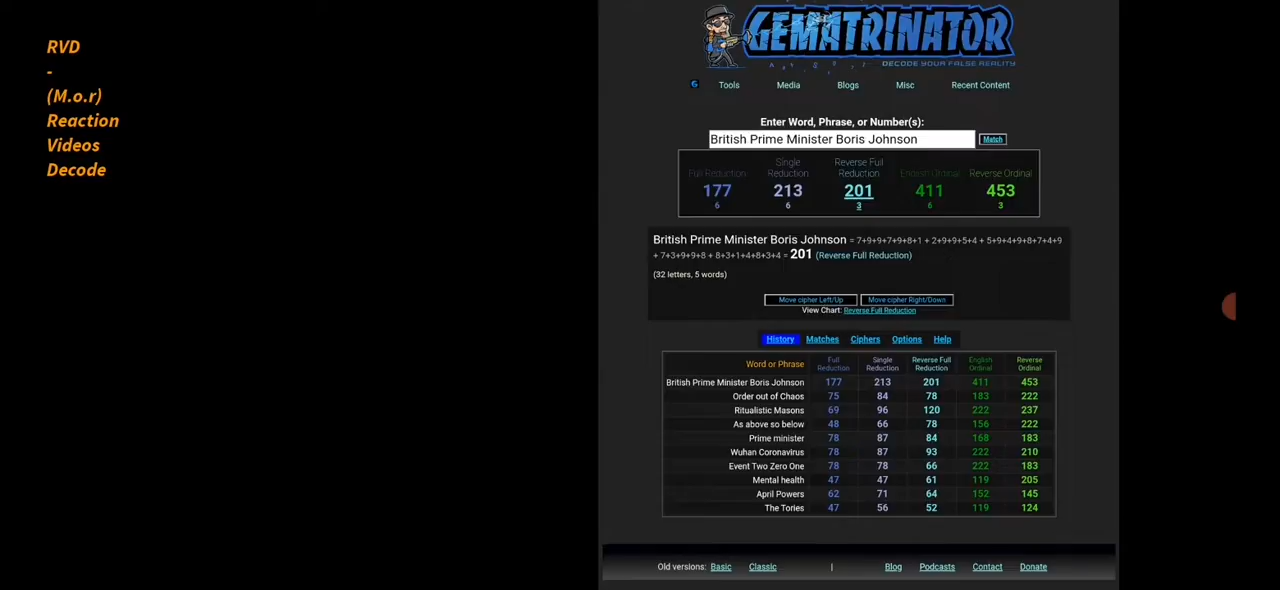 RVD
-
(M.o.r)
Reaction
Videos
Decode
GEMATRINATOR
DECODE YOUR FALSE REALITY
6 Tools Media Blogs Misc Recent Content
Enter Word, Phrase, or Number(s):
British Prime Minister Boris Johnson Match
Full Reduction Single Reduction Reverse Full Reduction English Ordinal Reverse Ordinal
177 213 201 411 453
6 6 3 6 3
British Prime Minister Boris Johnson = 7+9+9+7+9+8+1 + 2+9+9+5+4 + 5+9+4+9+8+7+4+9
+ 7+3+9+9+8 + 8+3+1+4+8+3+4 = 201 (Reverse Full Reduction)
(32 letters, 5 words)
Move cipher Left/Up Move cipher Right/Down
View Chart: Reverse Full Reduction
History Matches Ciphers Options Help
Word or Phrase Full Reduction Single Reduction Reverse Full Reduction English Ordinal Reverse Ordinal
British Prime Minister Boris Johnson 177 213 201 411 453
Order out of Chaos 75 84 78 183 222
Ritualistic Masons 69 96 120 222 237
As above so below 48 66 78 156 222
Prime minister 78 87 84 168 183
Wuhan Coronavirus 78 87 93 222 210
Event Two Zero One 78 78 66 222 183
Mental health 47 47 61 119 205
April Powers 62 71 64 152 145
The Tories 47 56 52 119 124
Old versions: Basic Classic | Blog Podcasts Contact Donate